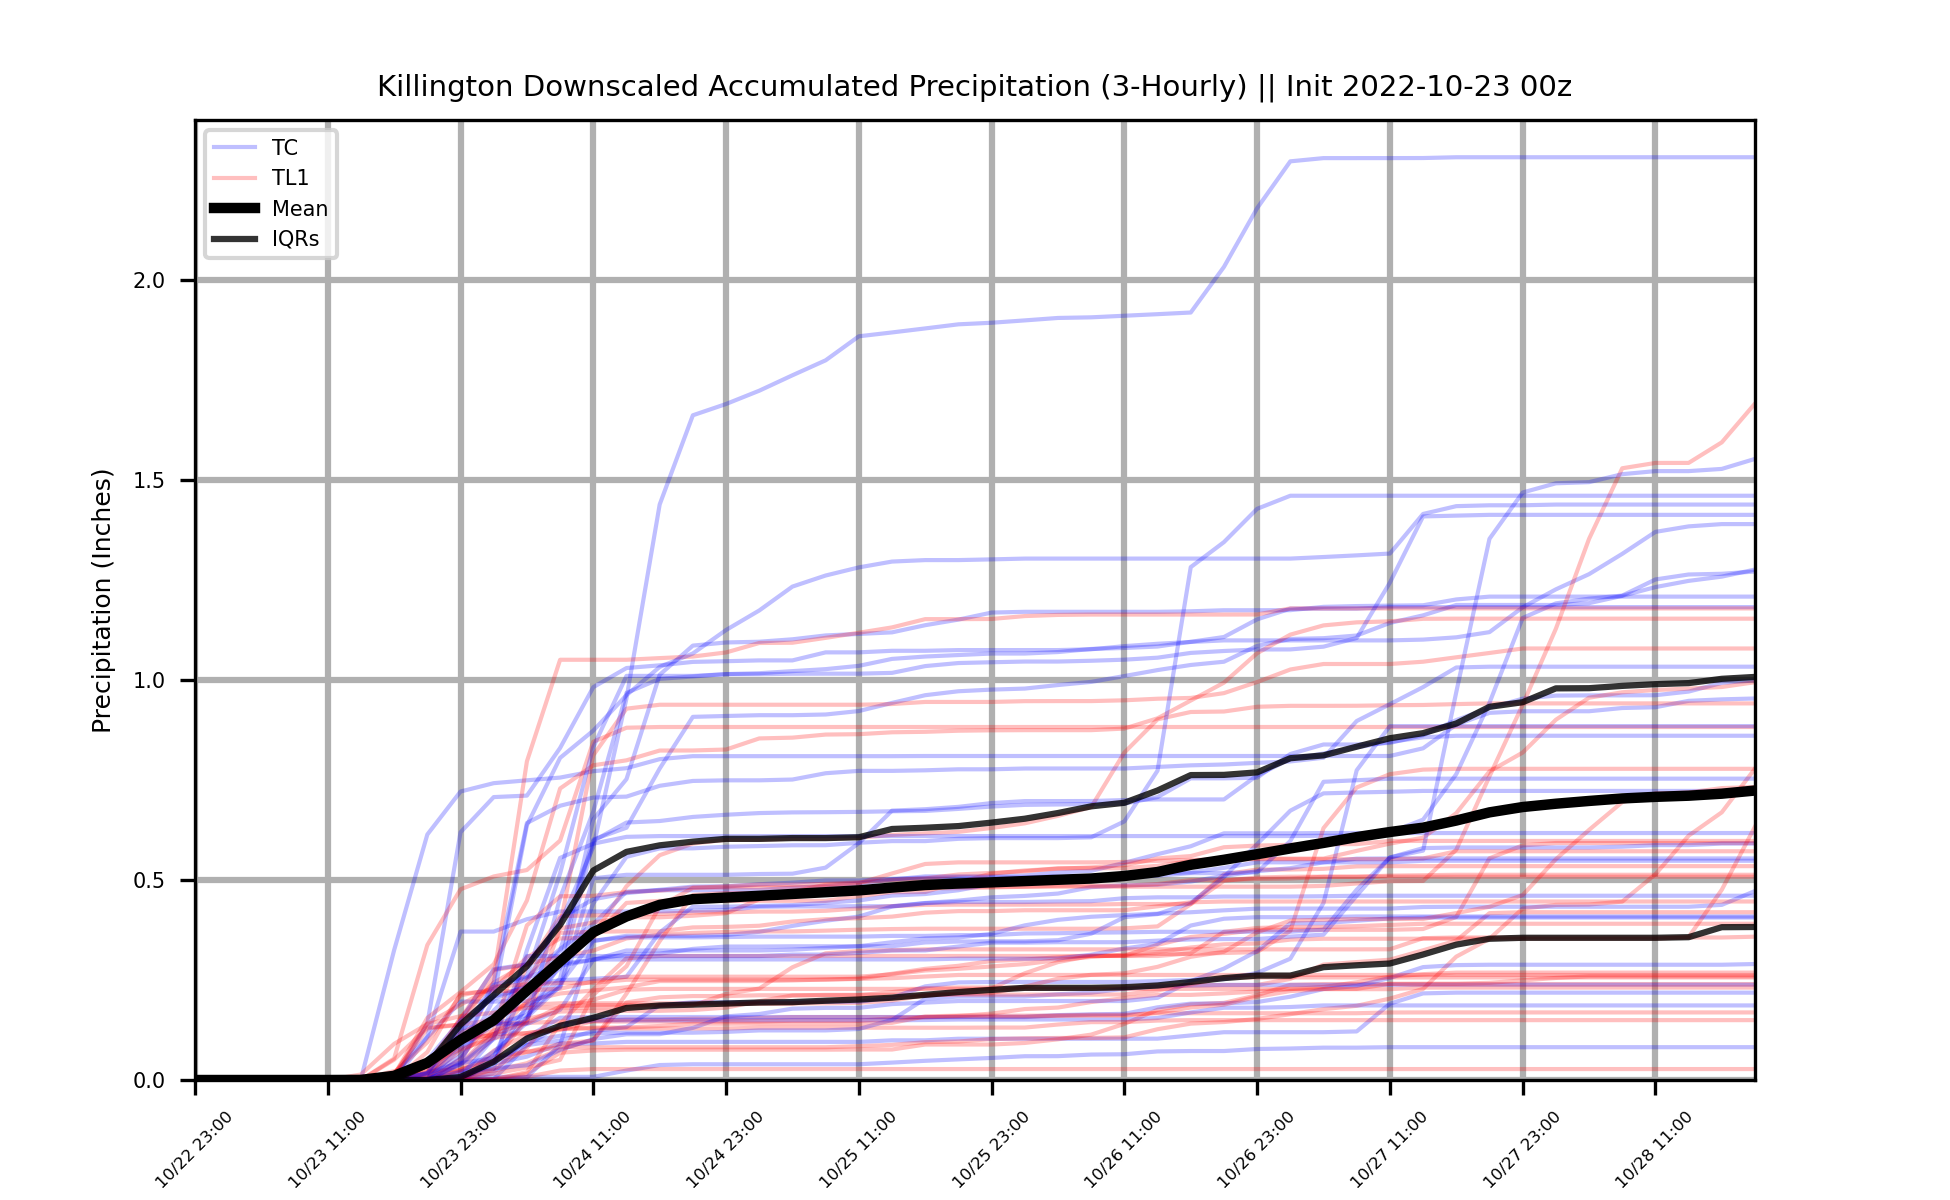 Killington Downscaled Accumulated Precipitation (3-Hourly) || Init 2022-10-23 00z
TC
TL1
Mean
IQRs
Precipitation (Inches)
2.0
1.5
1.0
0.5
0.0
10/22 23:00
10/23 11:00
10/23 23:00
10/24 11:00
10/24 23:00
10/25 11:00
10/25 23:00
10/26 11:00
10/26 23:00
10/27 11:00
10/27 23:00
10/28 11:00